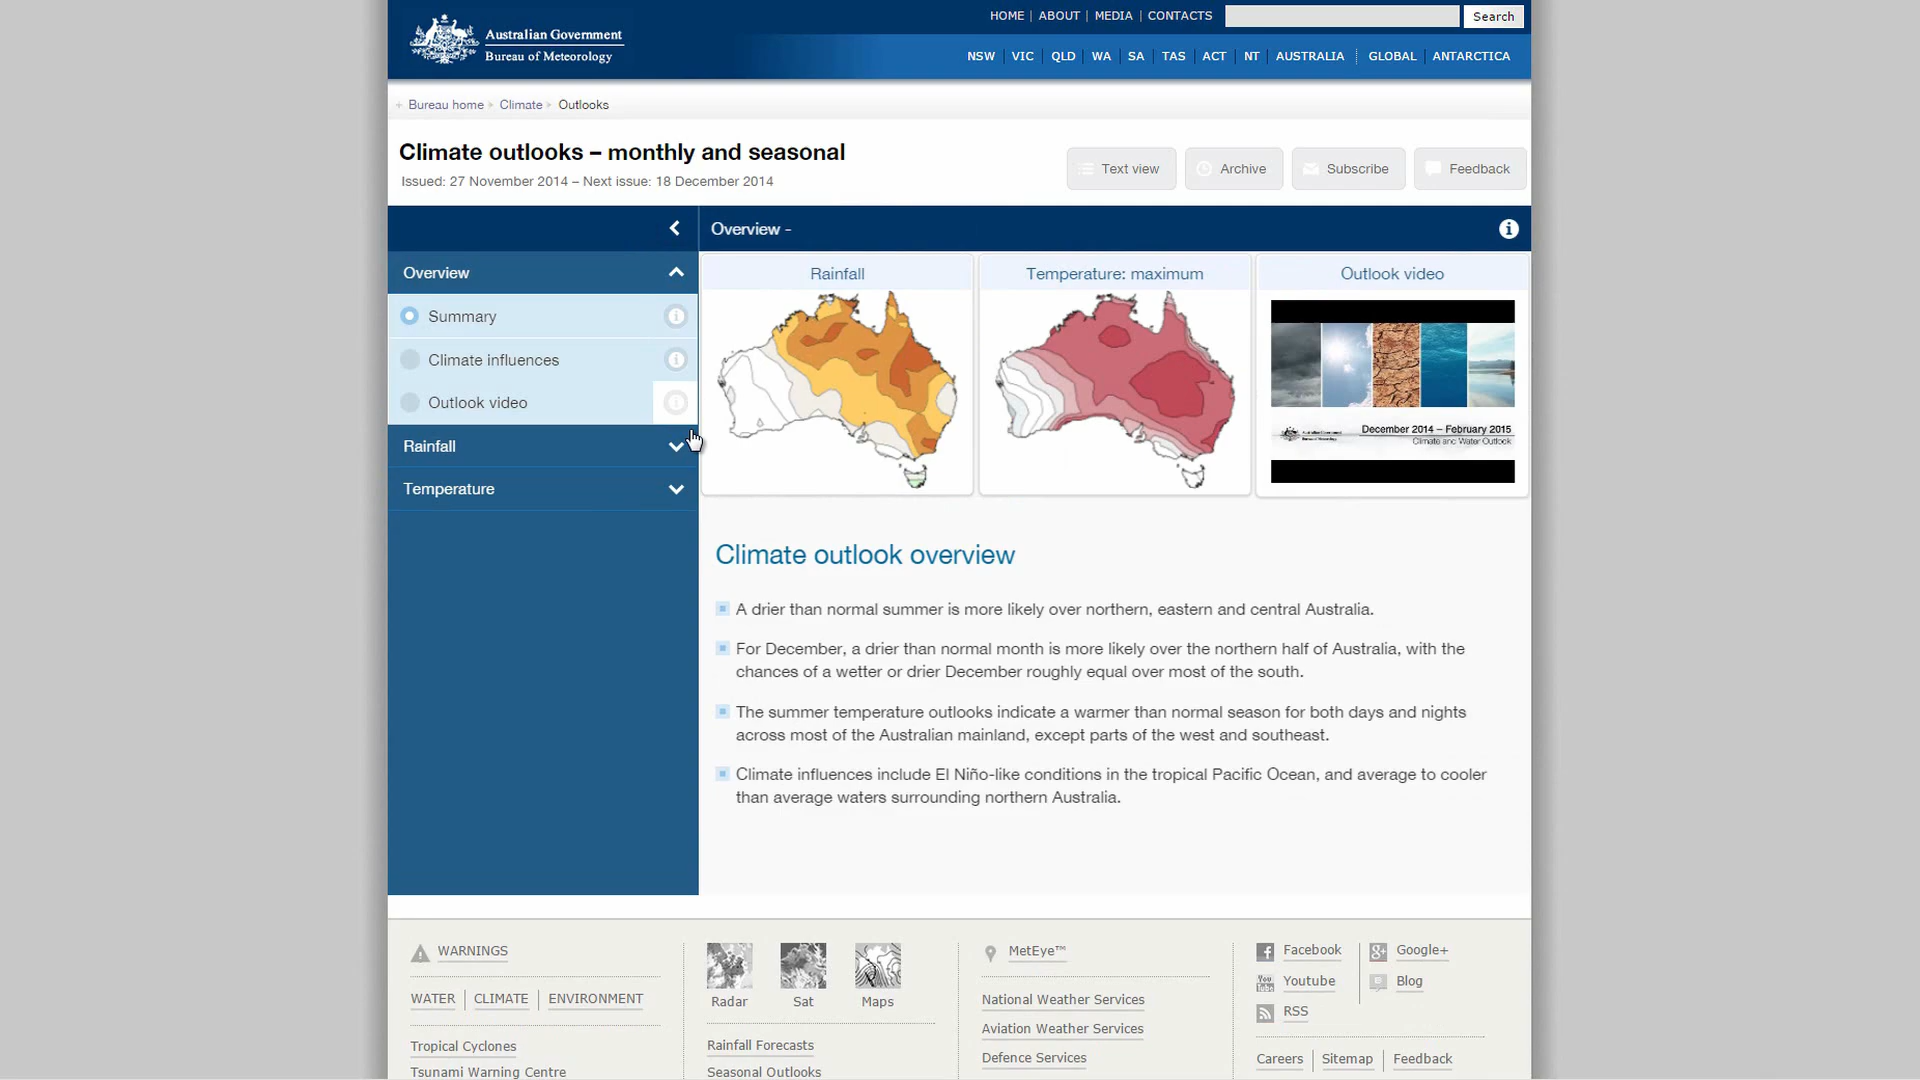 HOME | ABOUT | MEDIA | CONTACTS
Search
Australian Government
Bureau of Meteorology
NSW | VIC | QLD | WA | SA | TAS | ACT | NT | AUSTRALIA | GLOBAL | ANTARCTICA
Bureau home Climate Outlooks
Climate outlooks – monthly and seasonal
Issued: 27 November 2014 – Next issue: 18 December 2014
Text view
Archive
Subscribe
Feedback
Overview -
Overview
Summary
Climate influences
Outlook video
Rainfall
Temperature
Rainfall
Temperature: maximum
Outlook video
Australian Government
Bureau of Meteorology
December 2014 – February 2015
Climate and Water Outlook
Climate outlook overview
A drier than normal summer is more likely over northern, eastern and central Australia.
For December, a drier than normal month is more likely over the northern half of Australia, with the
chances of a wetter or drier December roughly equal over most of the south.
The summer temperature outlooks indicate a warmer than normal season for both days and nights
across most of the Australian mainland, except parts of the west and southeast.
Climate influences include El Niño-like conditions in the tropical Pacific Ocean, and average to cooler
than average waters surrounding northern Australia.
WARNINGS
WATER | CLIMATE | ENVIRONMENT
Tropical Cyclones
Tsunami Warning Centre
Radar
Sat
Maps
Rainfall Forecasts
Seasonal Outlooks
MetEye™
National Weather Services
Aviation Weather Services
Defence Services
Facebook
Google+
Youtube
Blog
RSS
Careers | Sitemap | Feedback